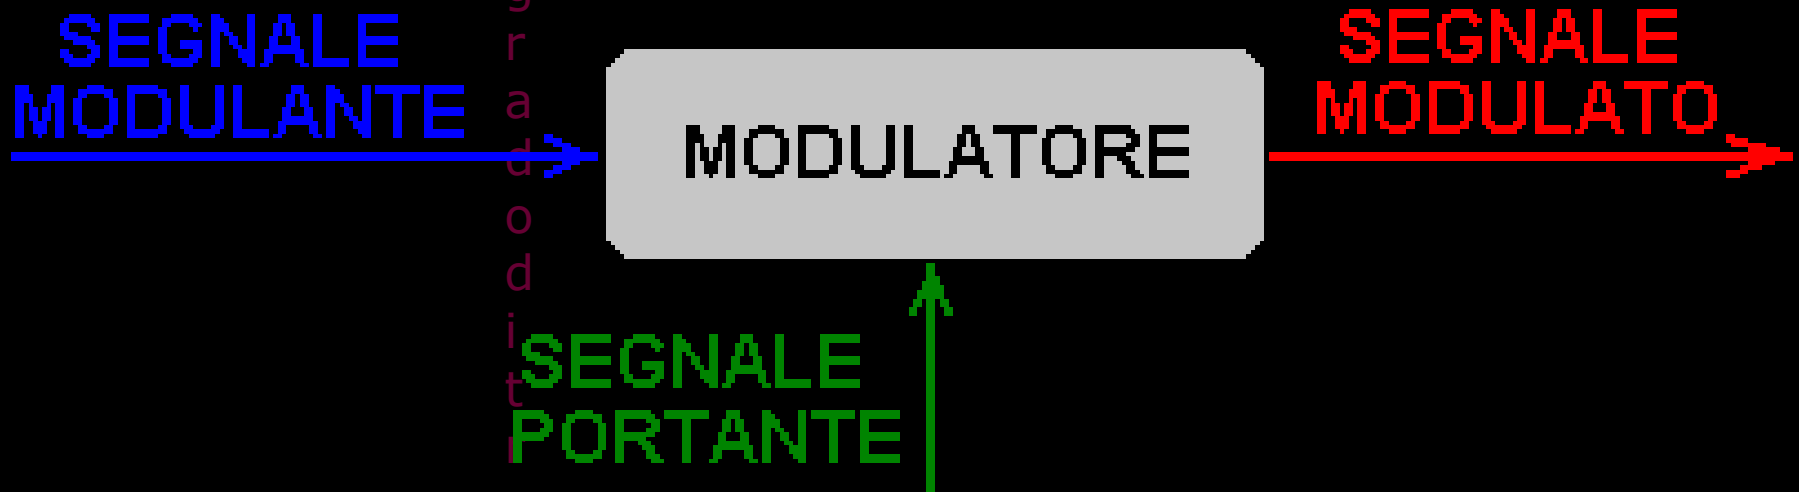 SEGNALE
MODULANTE
MODULATORE
SEGNALE
MODULATO
SEGNALE
PORTANTE